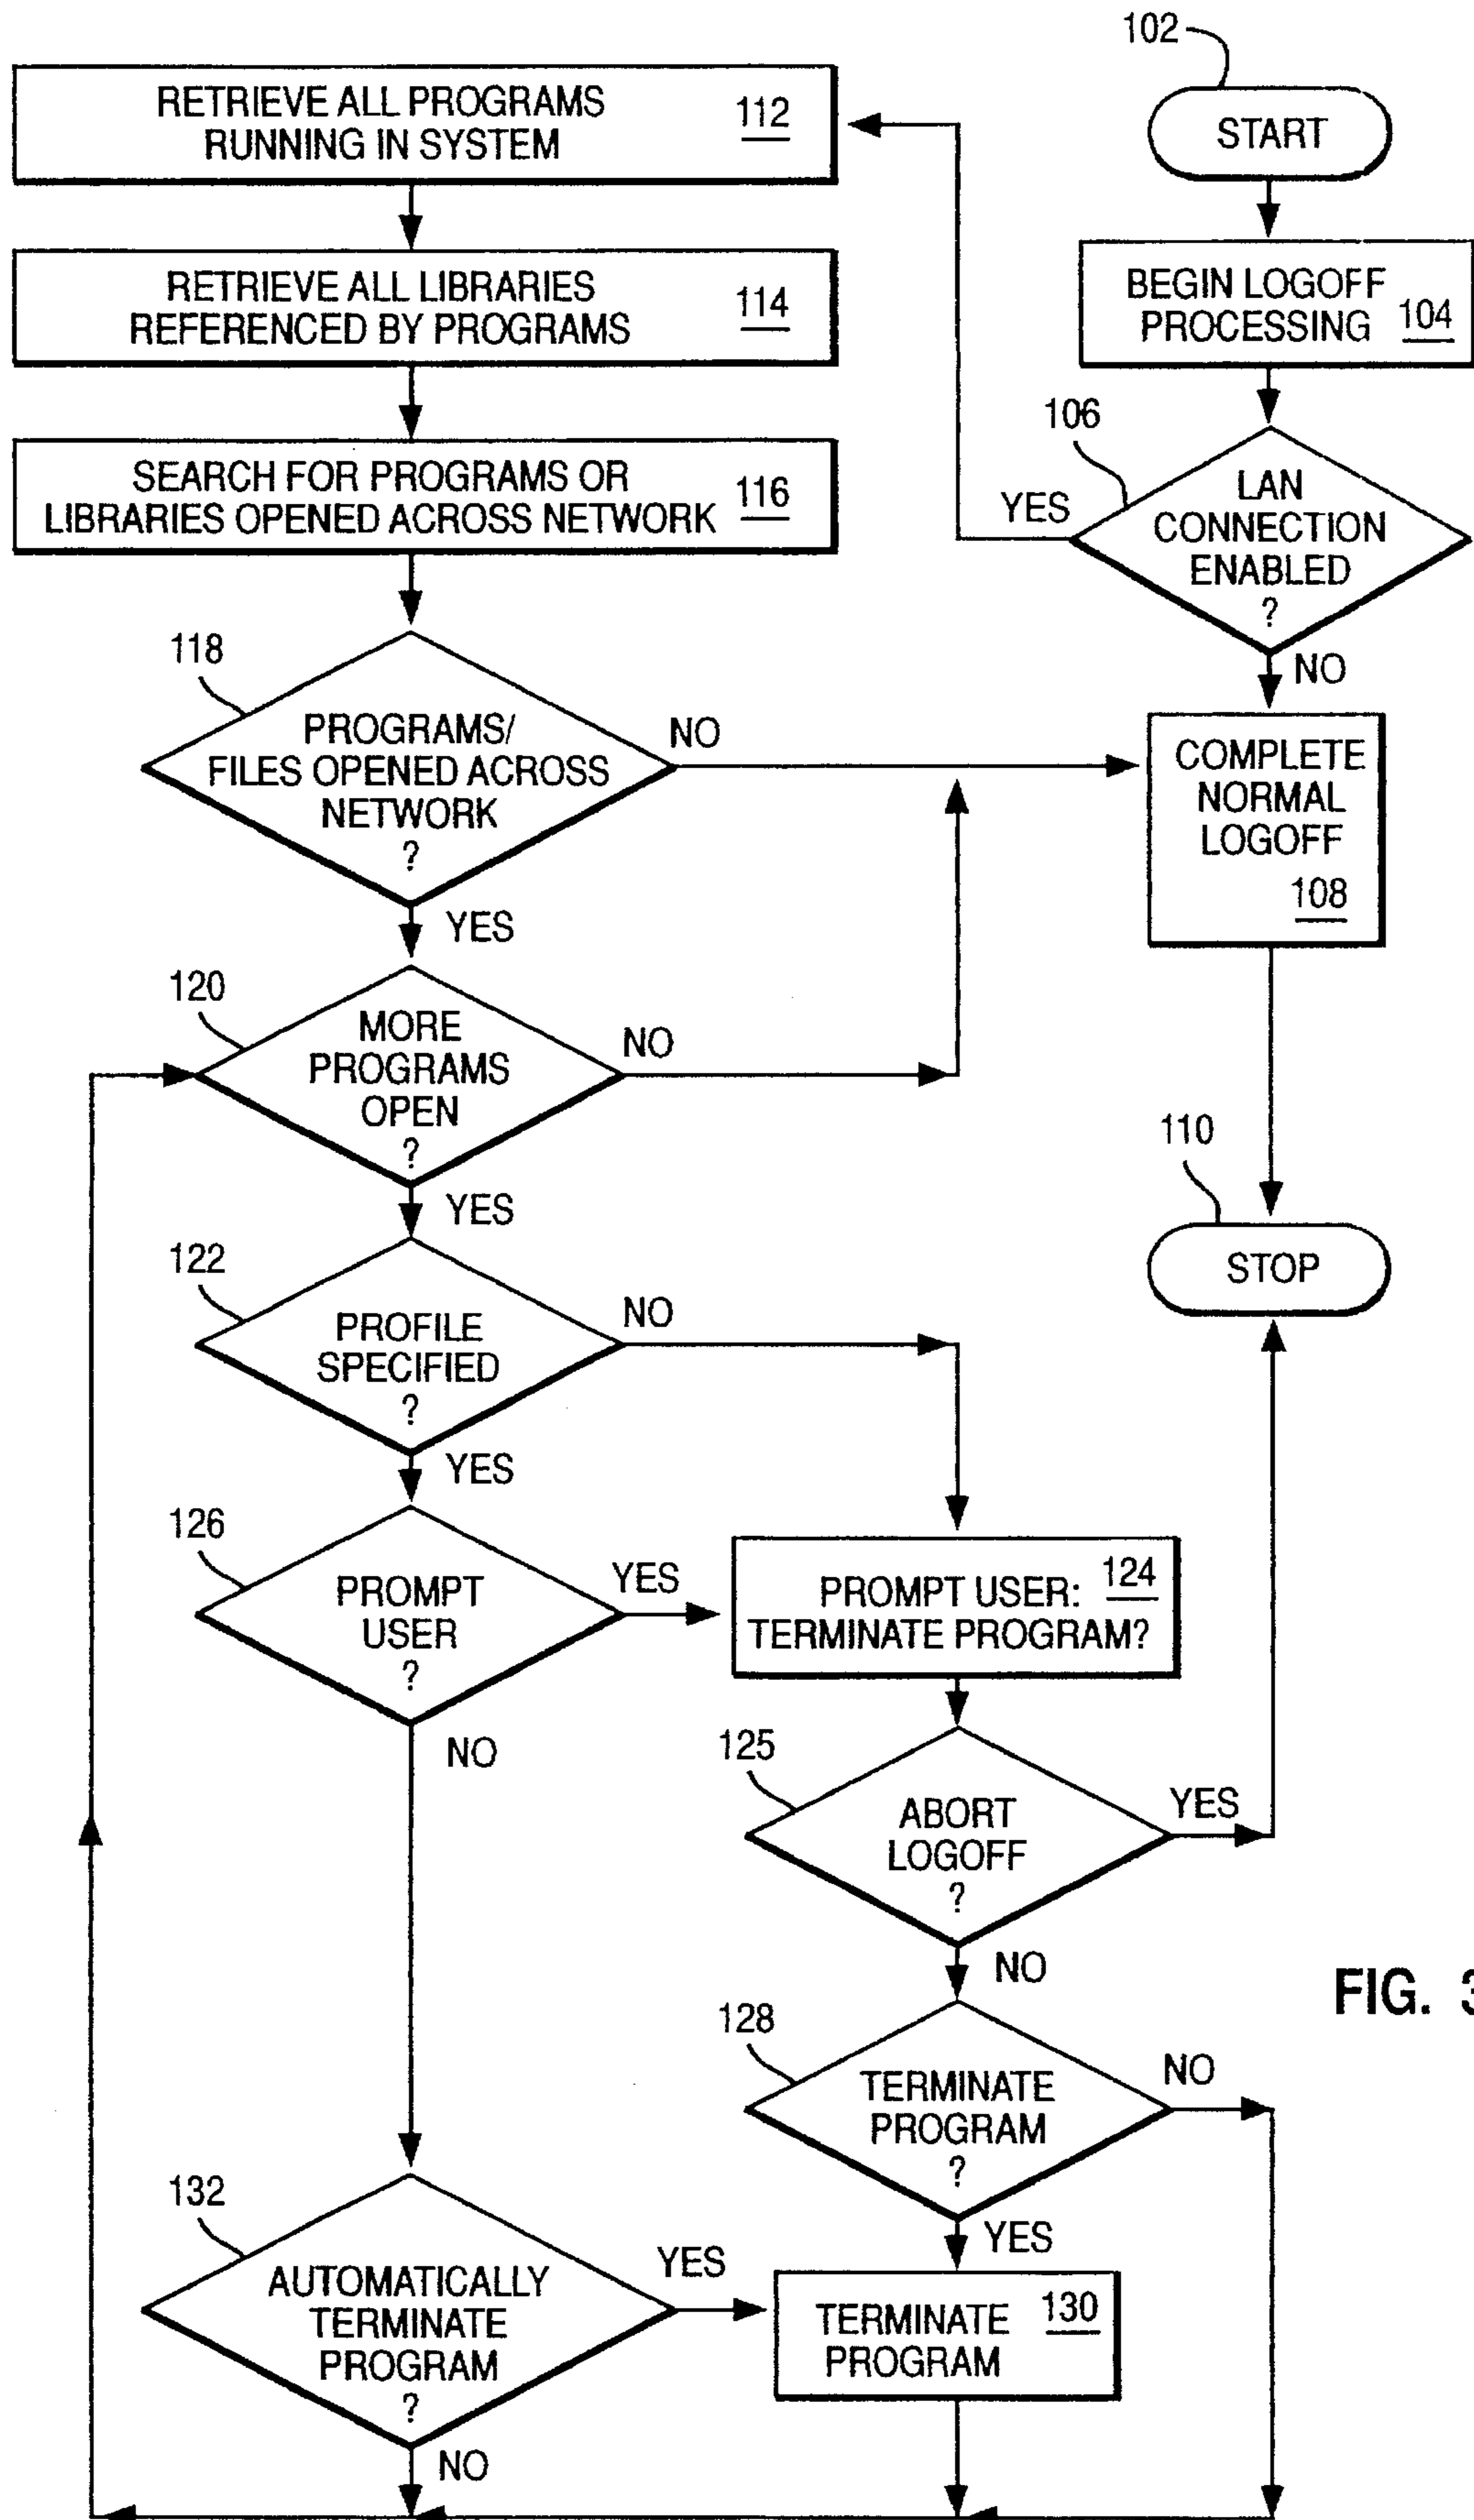 102
START
RETRIEVE ALL PROGRAMS
RUNNING IN SYSTEM
112
RETRIEVE ALL LIBRARIES
REFERENCED BY PROGRAMS
114
BEGIN LOGOFF
PROCESSING 104
106
LAN
CONNECTION
ENABLED
?
YES
NO
SEARCH FOR PROGRAMS OR
LIBRARIES OPENED ACROSS NETWORK
116
118
PROGRAMS/
FILES OPENED ACROSS
NETWORK
?
NO
YES
COMPLETE
NORMAL
LOGOFF
108
120
MORE
PROGRAMS
OPEN
?
NO
YES
110
STOP
122
PROFILE
SPECIFIED
?
NO
YES
126
PROMPT
USER
?
YES
NO
PROMPT USER: 124
TERMINATE PROGRAM?
125
ABORT
LOGOFF
?
YES
NO
FIG. 3
128
TERMINATE
PROGRAM
?
NO
YES
132
AUTOMATICALLY
TERMINATE
PROGRAM
?
YES
NO
TERMINATE 130
PROGRAM